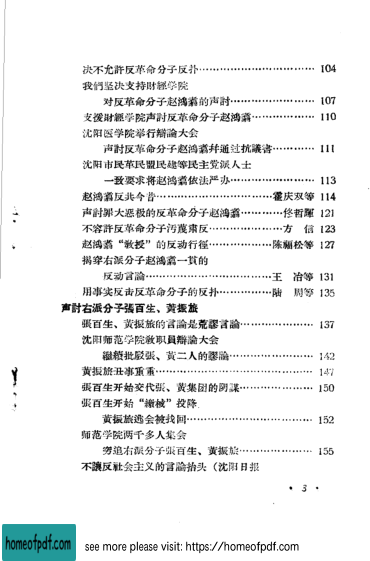 决不允許反革命分子反扑……………………………… 104
我們坚决支持財經学院
对反革命分子赵鴻翥的声討…………………… 107
支援財經学院声討反革命分子赵鴻翥……………… 110
沈阳医学院举行辯論大会
声討反革命分子赵鴻翥幷通过抗議書………… 111
沈阳市民革民盟民建等民主党派人士
一致要求将赵鴻翥依法严办…………………… 113
赵鴻翥反共今昔……………………………霍庆双等 114
声討罪大恶极的反革命分子赵鴻翥…………佟哲暉 121
不容許反革命分子汚蔑肃反…………………方 信 123
赵鴻翥“敎授”的反动行徑………………陈福松等 127
揭穿右派分子赵鴻翥一貫的
反动言論………………………………王 冶等 131
用事实反击反革命分子的反扑……………陆 周等 135
声討右派分子張百生、黃振旅
張百生、黃振旅的言論是荒謬言論………………… 137
沈阳师范学院敎职員辯論大会
繼續批駁張、黃二人的謬論…………………… 142
黃振旅丑事重重…………………………………… 147
張百生开始交代張、黃集团的阴謀………………… 150
張百生开始“繳械”投降
黃振旅逃会被找回……………………………… 152
师范学院两千多人集会
穷追右派分子張百生、黃振旅………………… 155
不讓反社会主义的言論抬头（沈阳日报
• 3 •
homeofpdf.com
see more please visit: https://homeofpdf.com